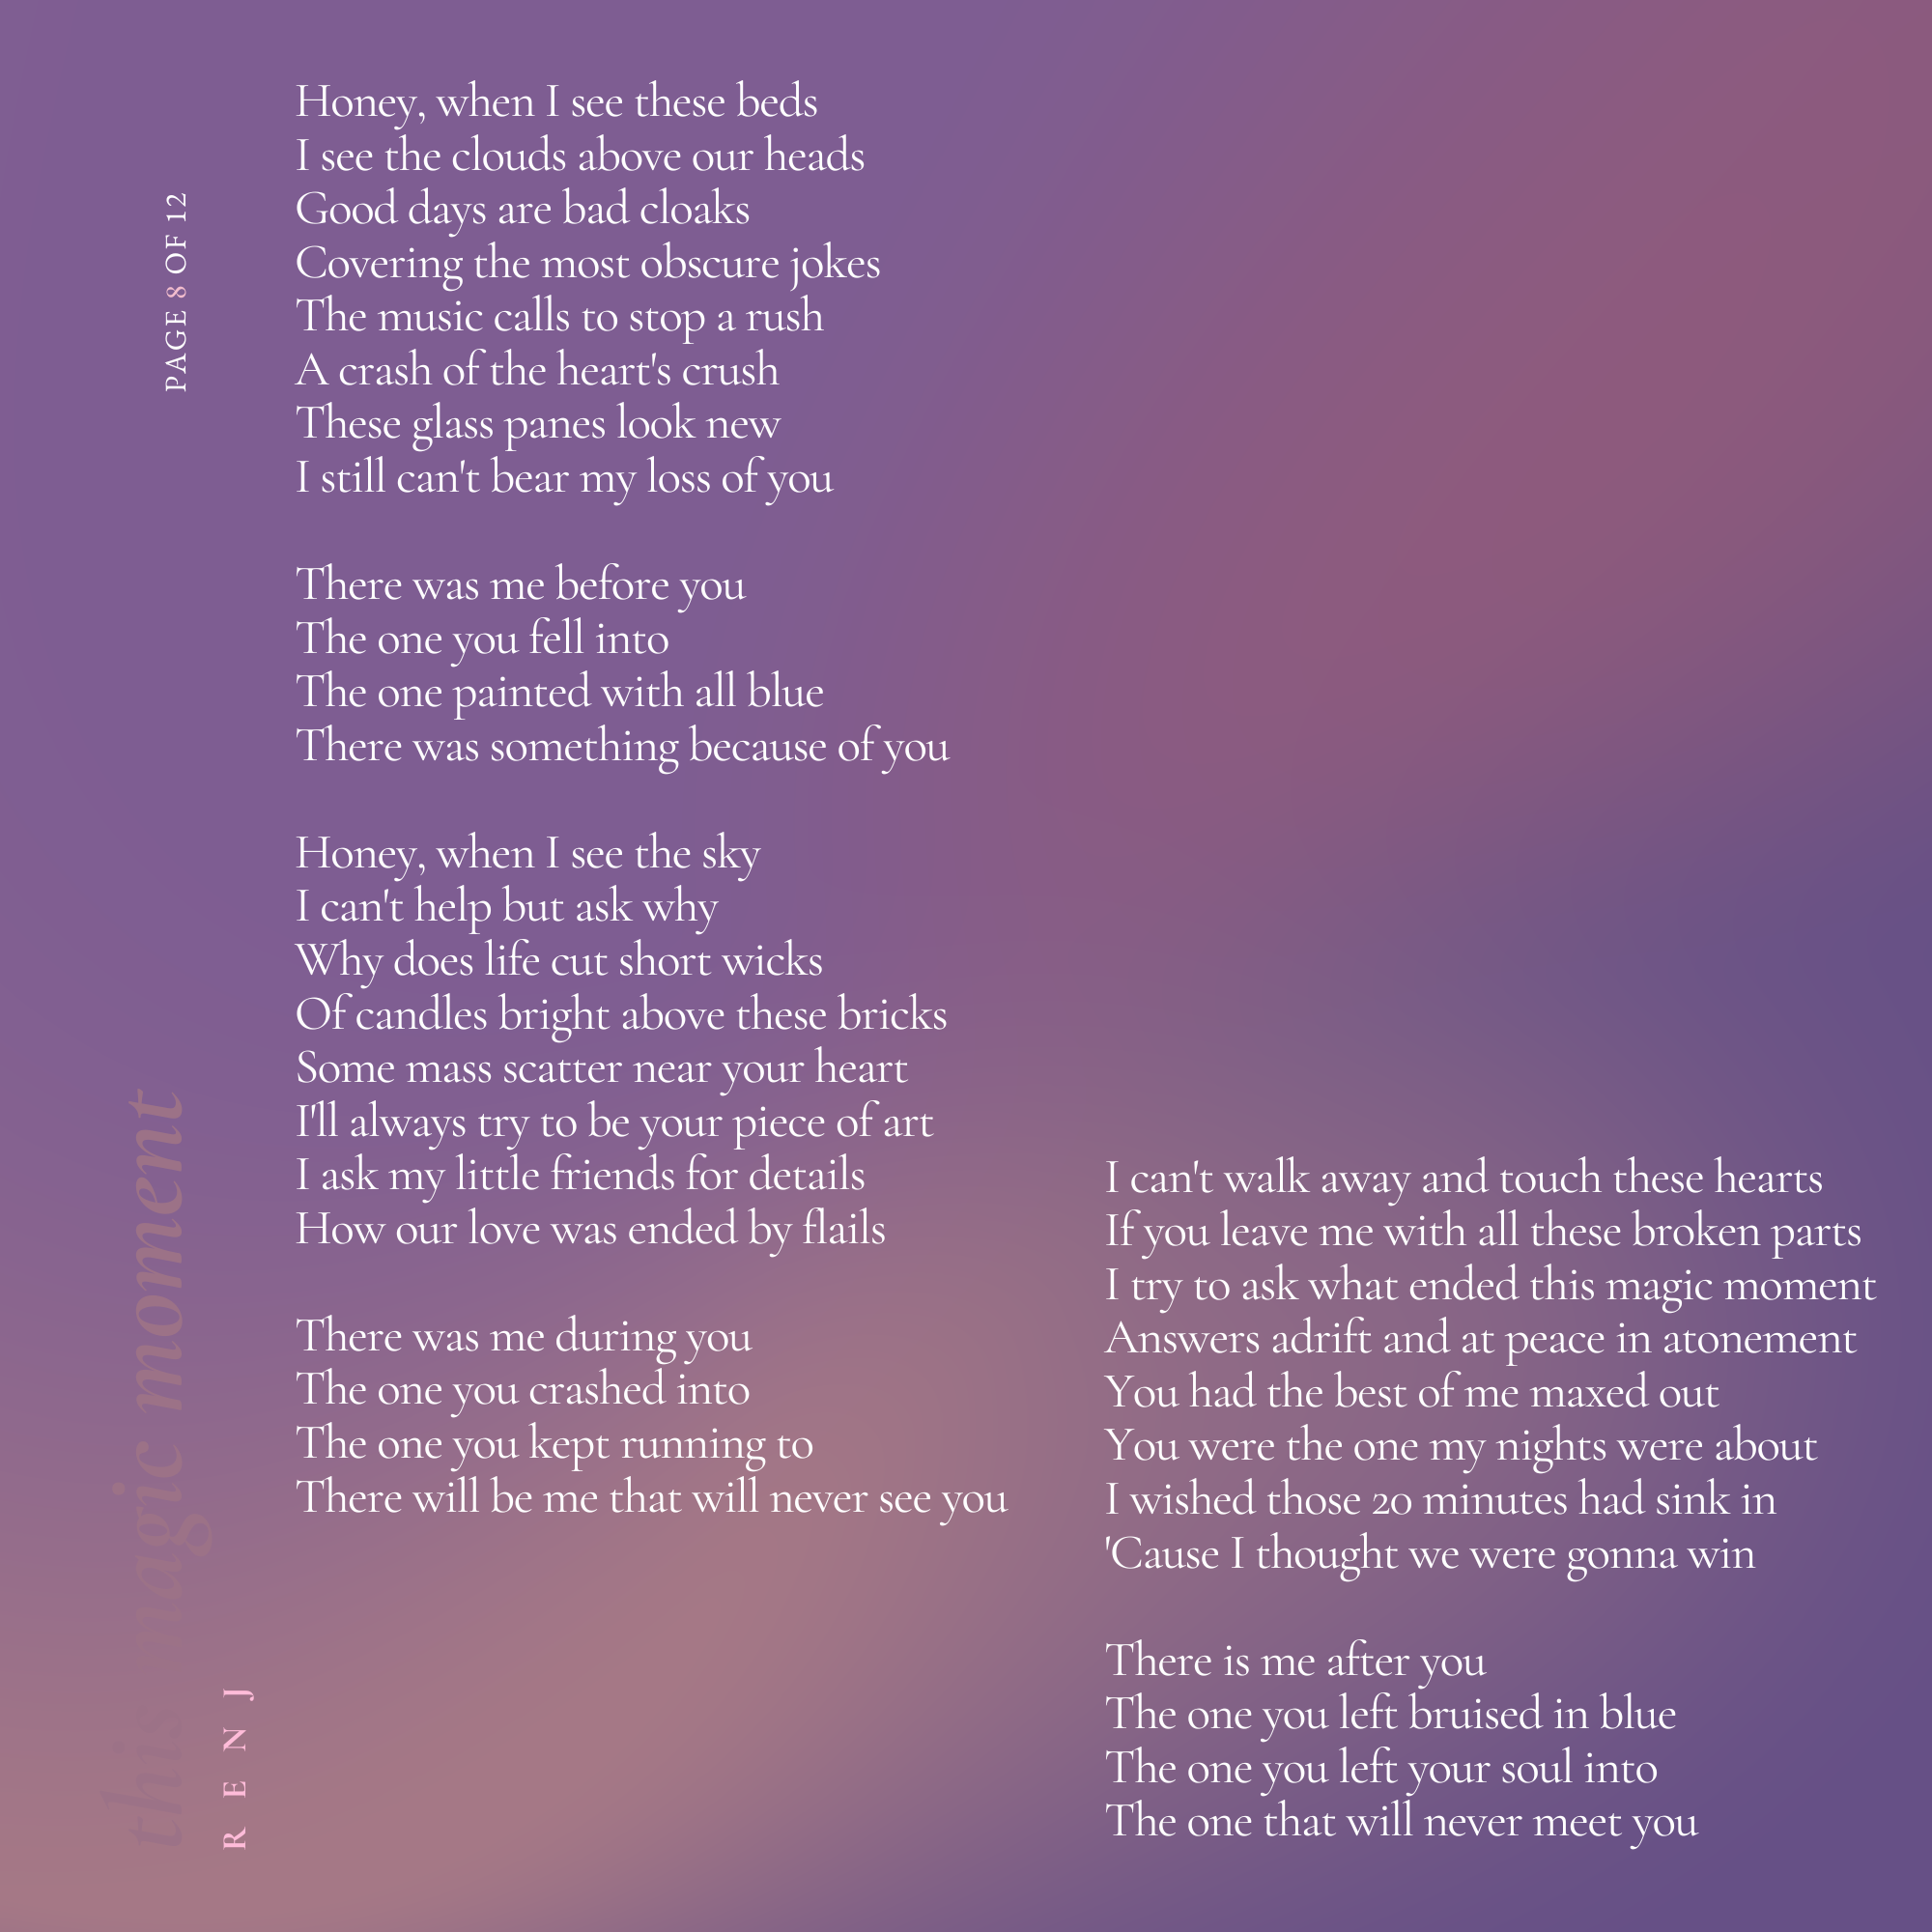 PAGE 8 OF 12
Honey, when I see these beds
I see the clouds above our heads
Good days are bad cloaks
Covering the most obscure jokes
The music calls to stop a rush
A crash of the heart's crush
These glass panes look new
I still can't bear my loss of you
There was me before you
The one you fell into
The one painted with all blue
There was something because of you
Honey, when I see the sky
I can't help but ask why
Why does life cut short wicks
Of candles bright above these bricks
Some mass scatter near your heart
I'll always try to be your piece of art
I ask my little friends for details
How our love was ended by flails
There was me during you
The one you crashed into
The one you kept running to
There will be me that will never see you
I can't walk away and touch these hearts
If you leave me with all these broken parts
I try to ask what ended this magic moment
Answers adrift and at peace in atonement
You had the best of me maxed out
You were the one my nights were about
I wished those 20 minutes had sink in
'Cause I thought we were gonna win
There is me after you
The one you left bruised in blue
The one you left your soul into
The one that will never meet you
this magic moment
REN J